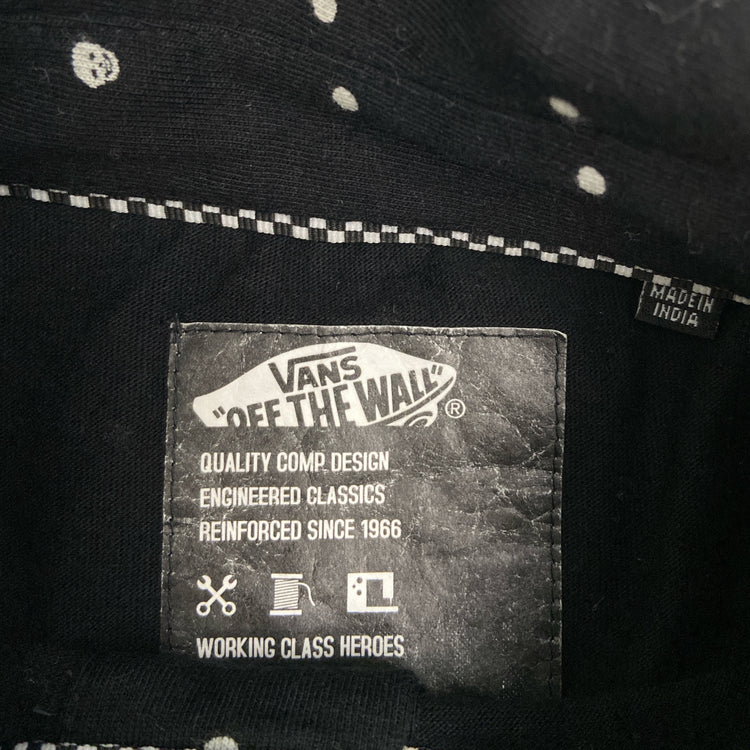 MADE IN
INDIA
VANS
"OFF THE WALL"
®
QUALITY COMP. DESIGN
ENGINEERED CLASSICS
REINFORCED SINCE 1966
WORKING CLASS HEROES